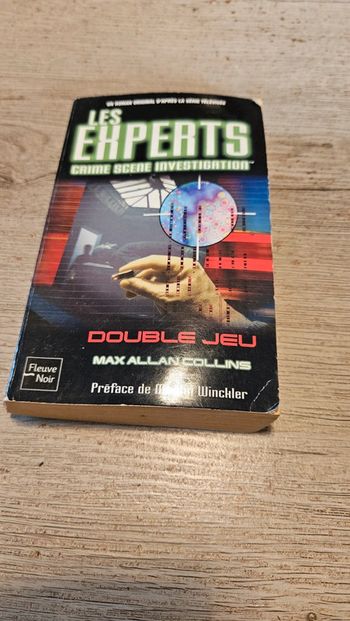 UN ROMAN ORIGINAL D'APRÈS LA SÉRIE TÉLÉVISÉE
LES
EXPERTS
CRIME SCENE INVESTIGATION™
DOUBLE JEU
MAX ALLAN COLLINS
Fleuve
Noir
Préface de Winckler